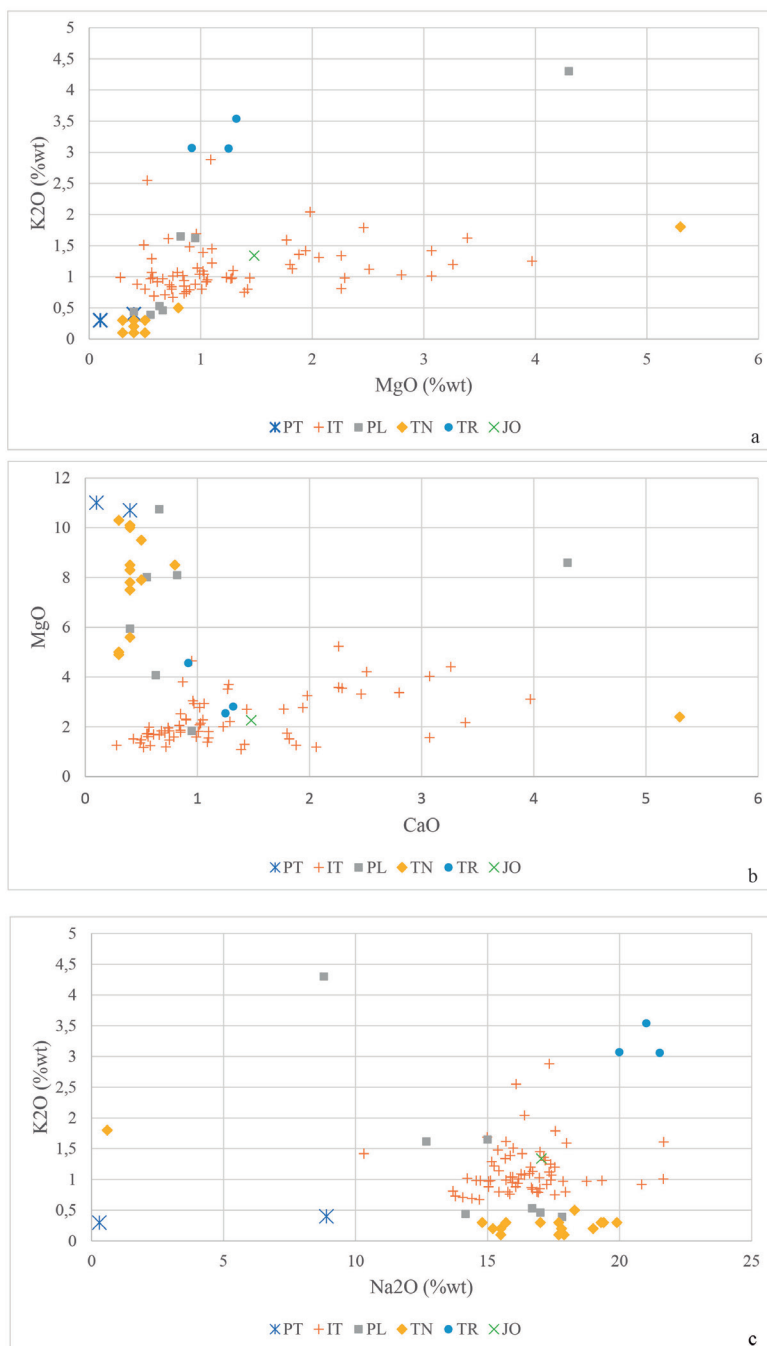 5
4,5
4
3,5
3
2,5
2
1,5
1
0,5
0
K2O (%wt)
0 1 2 3 4 5 6
MgO (%wt)
PT IT PL TN TR JO
a
12
10
8
6
4
2
0
MgO
0 1 2 3 4 5 6
CaO
PT IT PL TN TR JO
b
5
4,5
4
3,5
3
2,5
2
1,5
1
0,5
0
K2O (%wt)
0 5 10 15 20 25
Na2O (%wt)
PT IT PL TN TR JO
c